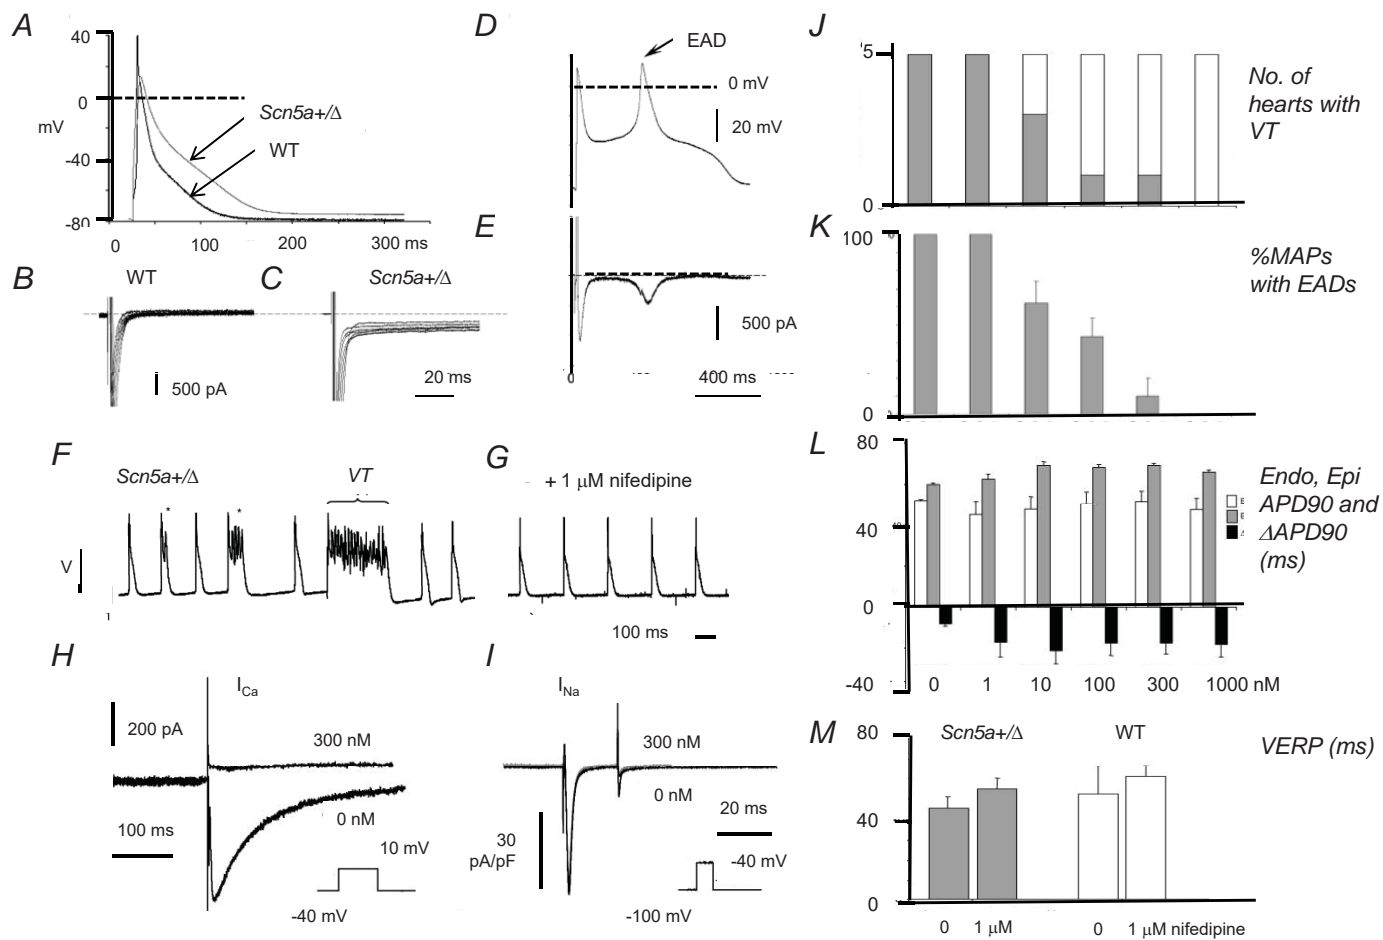 A
40
0
mV
-40
-80
Scn5a+/Δ
WT
0
100
200
300 ms
B
WT
500 pA
C
Scn5a+/Δ
20 ms
D
EAD
0 mV
20 mV
E
500 pA
0
400 ms
F
Scn5a+/Δ
*
*
VT
V
G
+ 1 μM nifedipine
100 ms
H
ICa
200 pA
300 nM
0 nM
100 ms
10 mV
-40 mV
I
INa
300 nM
0 nM
20 ms
30
pA/pF
-40 mV
-100 mV
J
5
0
No. of
hearts with
VT
K
100
0
%MAPs
with EADs
L
80
40
0
-40
Endo, Epi
APD90 and
ΔAPD90
(ms)
0
1
10
100
300
1000 nM
M
Scn5a+/Δ
WT
VERP (ms)
80
40
0
0
1 μM
0
1 μM nifedipine